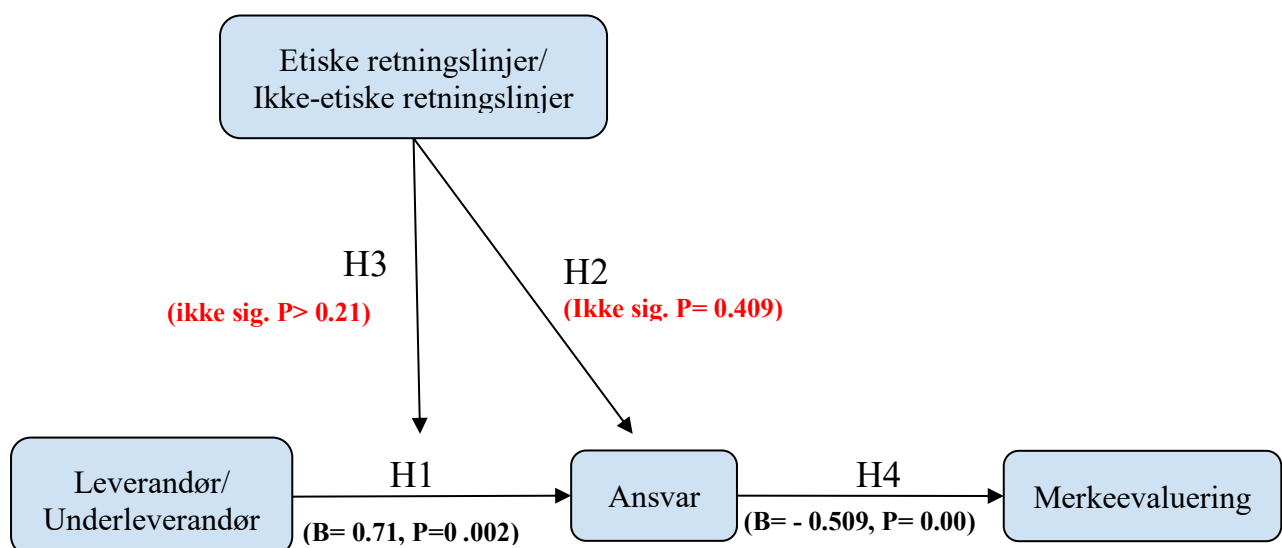 Etiske retningslinjer/
Ikke-etiske retningslinjer
H3
(ikke sig. P> 0.21)
H2
(Ikke sig. P= 0.409)
Leverandør/
Underleverandør
H1
(B= 0.71, P=0 .002)
Ansvar
H4
(B= - 0.509, P= 0.00)
Merkeevaluering